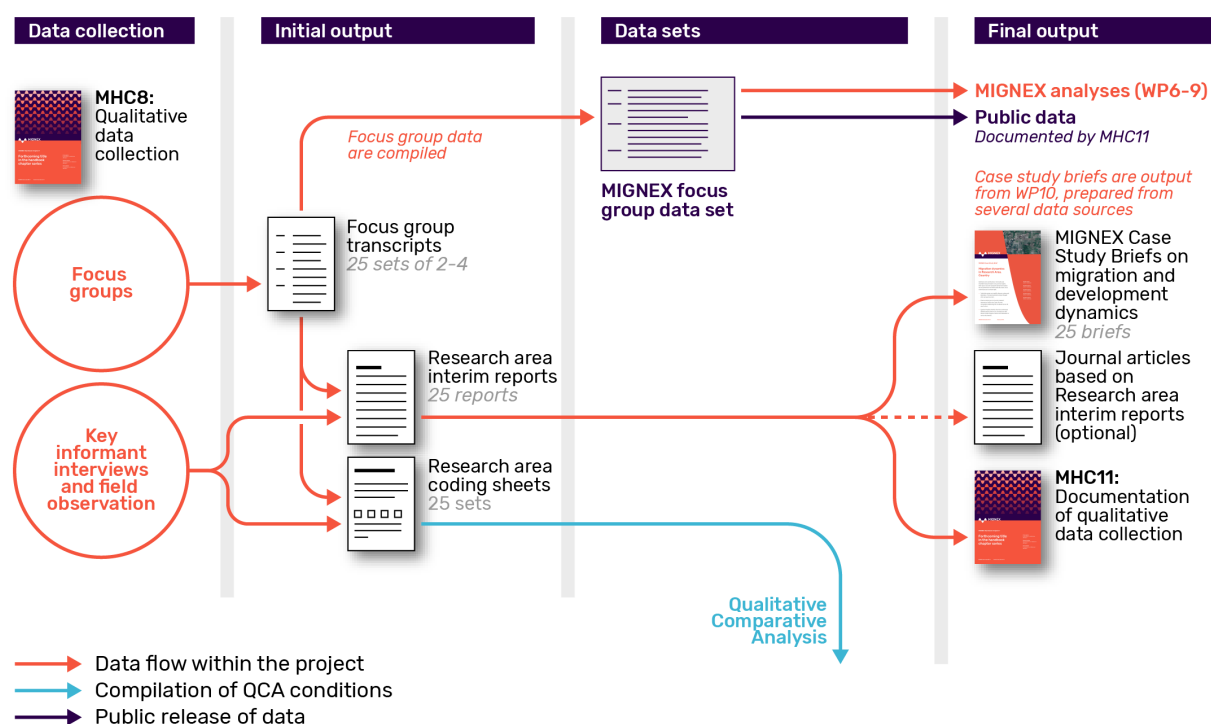 Data collection
Initial output
Data sets
Final output
MHC8:
Qualitative
data
collection
Focus
groups
Key
informant
interviews
and field
observation
Focus group data
are compiled
Focus group
transcripts
25 sets of 2-4
Research area
interim reports
25 reports
Research area
coding sheets
25 sets
MIGNEX focus
group data set
Qualitative
Comparative
Analysis
MIGNEX analyses (WP6-9)
Public data
Documented by MHC11
Case study briefs are output
from WP10, prepared from
several data sources
MIGNEX Case
Study Briefs on
migration and
development
dynamics
25 briefs
Journal articles
based on
Research area
interim reports
(optional)
MHC11:
Documentation
of qualitative
data collection
Data flow within the project
Compilation of QCA conditions
Public release of data